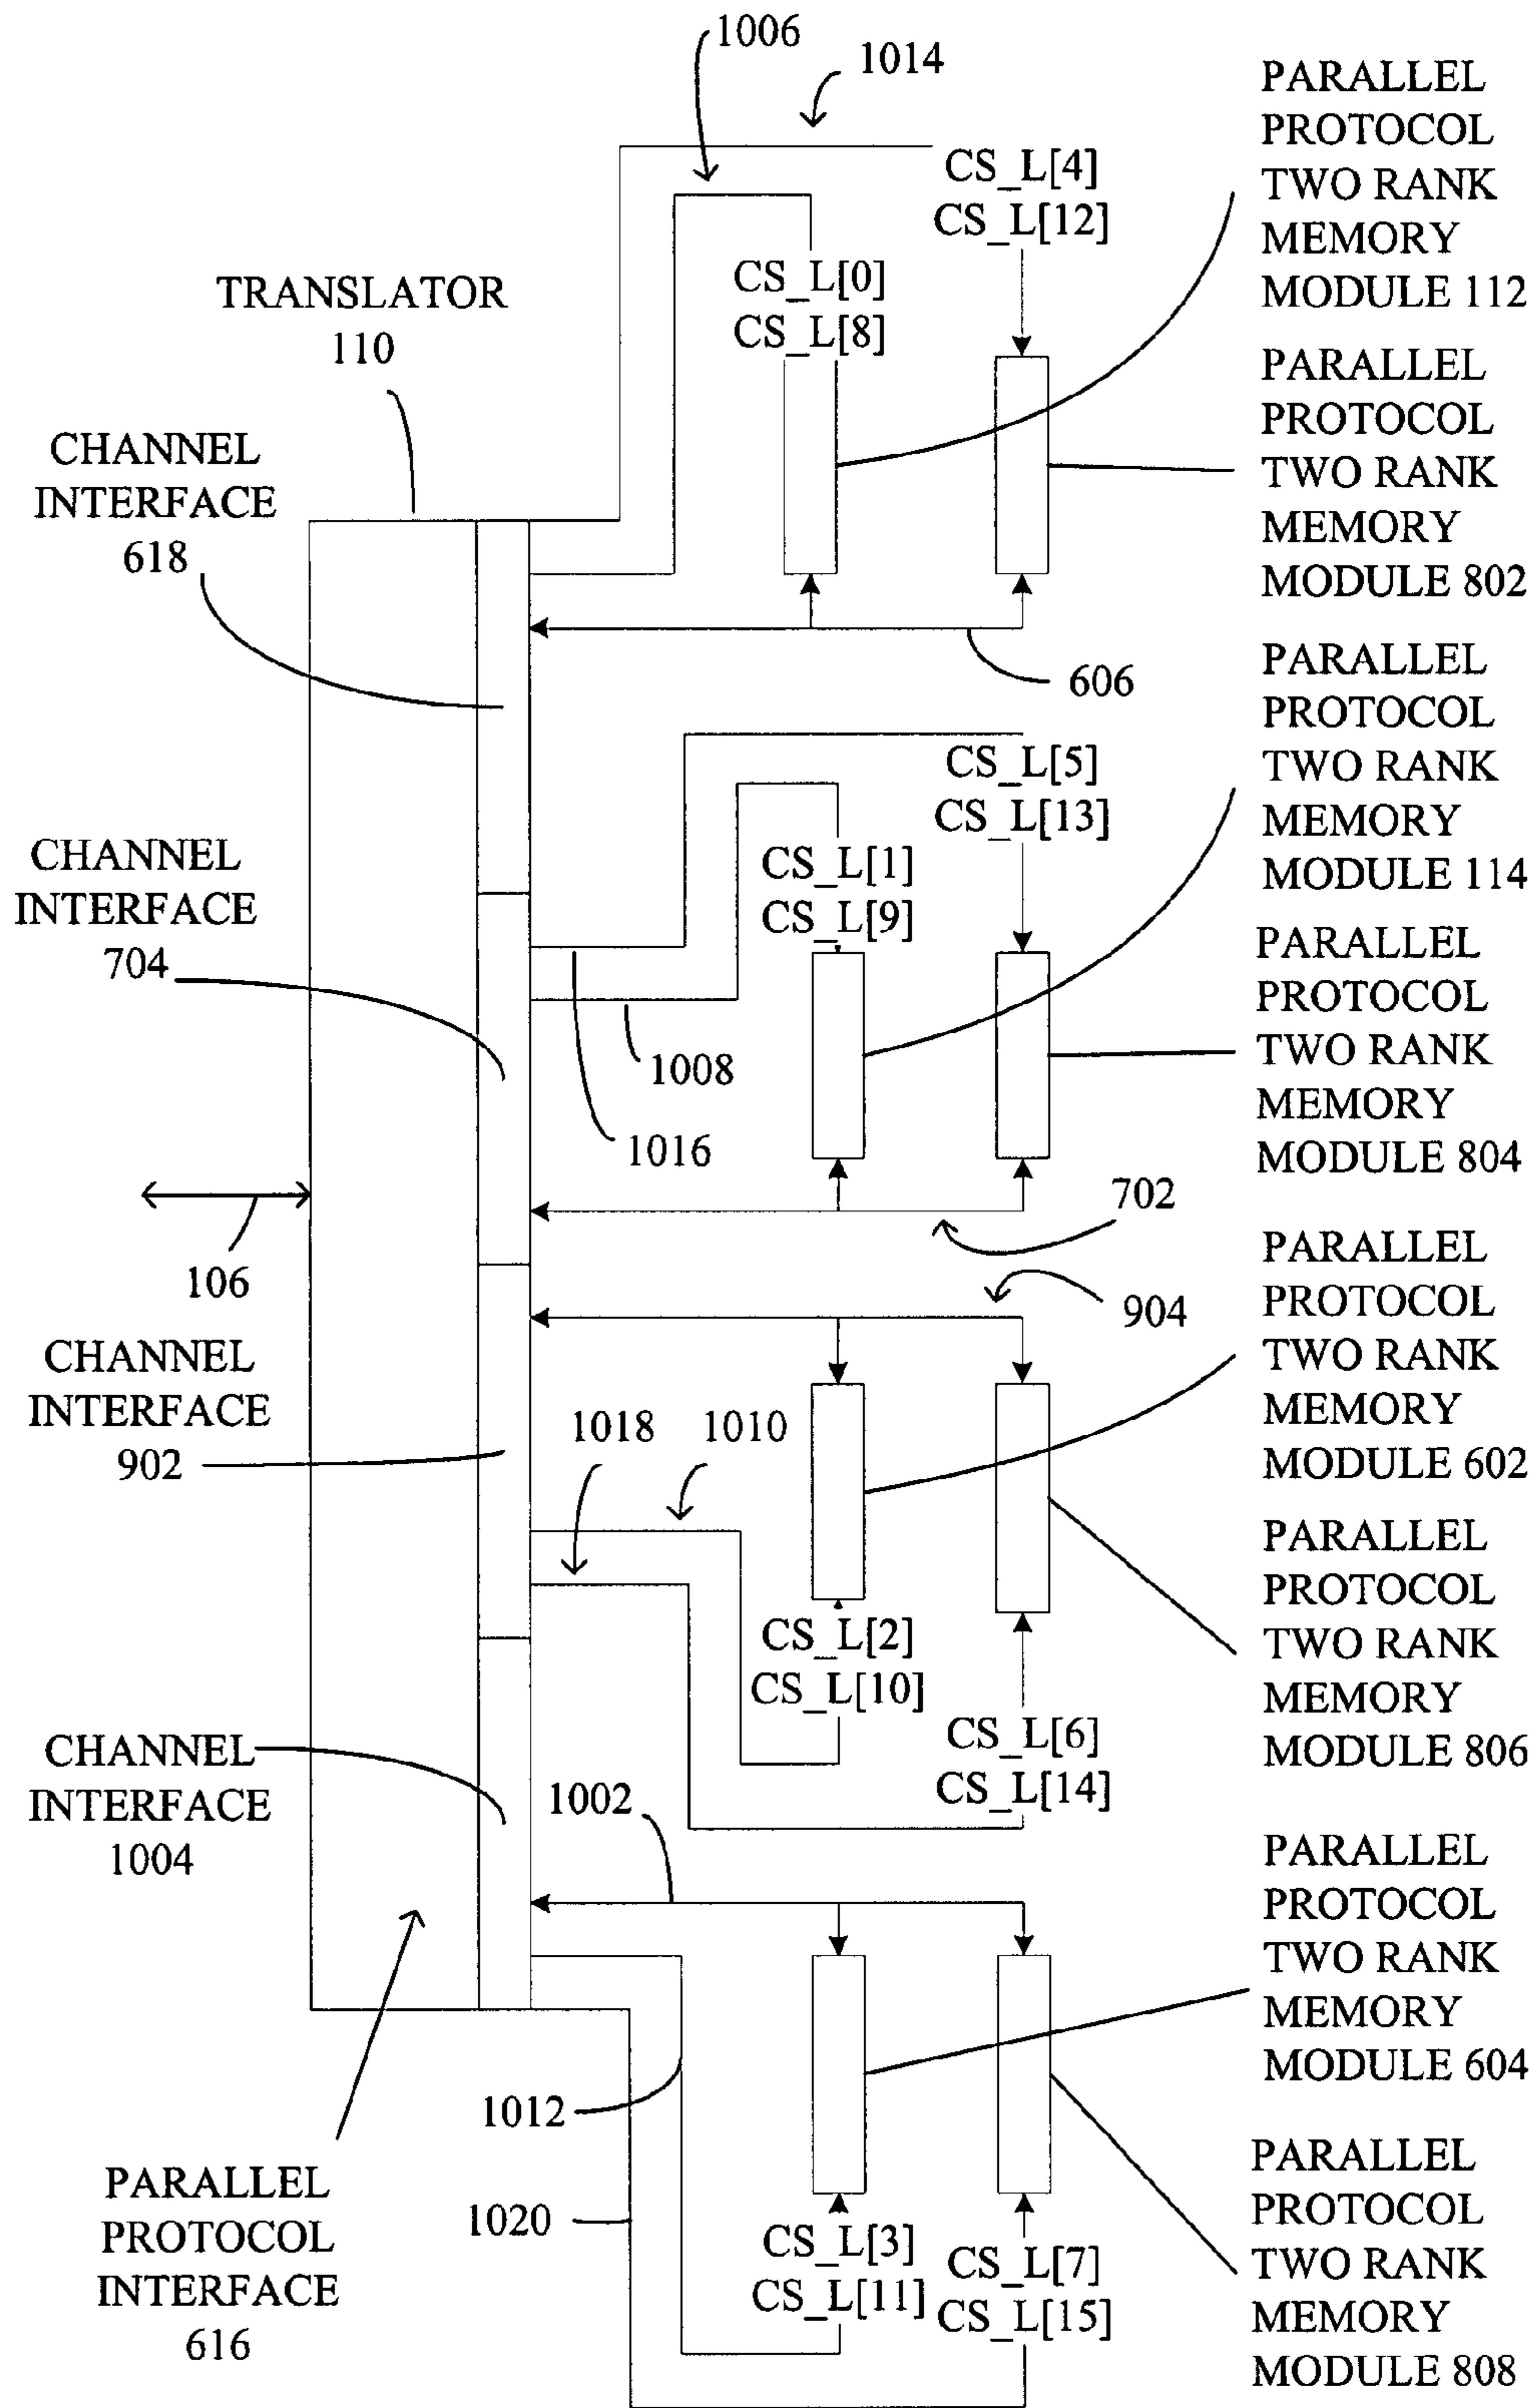 1006
1014
CS_L[4]
CS_L[12]
CS_L[0]
CS_L[8]
TRANSLATOR
110
CHANNEL
INTERFACE
618
606
PARALLEL
PROTOCOL
TWO RANK
MEMORY
MODULE 112
PARALLEL
PROTOCOL
TWO RANK
MEMORY
MODULE 802
CS_L[5]
CS_L[13]
CS_L[1]
CS_L[9]
CHANNEL
INTERFACE
704
1008
1016
702
106
PARALLEL
PROTOCOL
TWO RANK
MEMORY
MODULE 114
PARALLEL
PROTOCOL
TWO RANK
MEMORY
MODULE 804
904
CHANNEL
INTERFACE
902
1018
1010
CS_L[2]
CS_L[10]
CS_L[6]
CS_L[14]
PARALLEL
PROTOCOL
TWO RANK
MEMORY
MODULE 602
PARALLEL
PROTOCOL
TWO RANK
MEMORY
MODULE 806
CHANNEL
INTERFACE
1004
1002
1012
1020
CS_L[3]
CS_L[11]
CS_L[7]
CS_L[15]
PARALLEL
PROTOCOL
INTERFACE
616
PARALLEL
PROTOCOL
TWO RANK
MEMORY
MODULE 604
PARALLEL
PROTOCOL
TWO RANK
MEMORY
MODULE 808